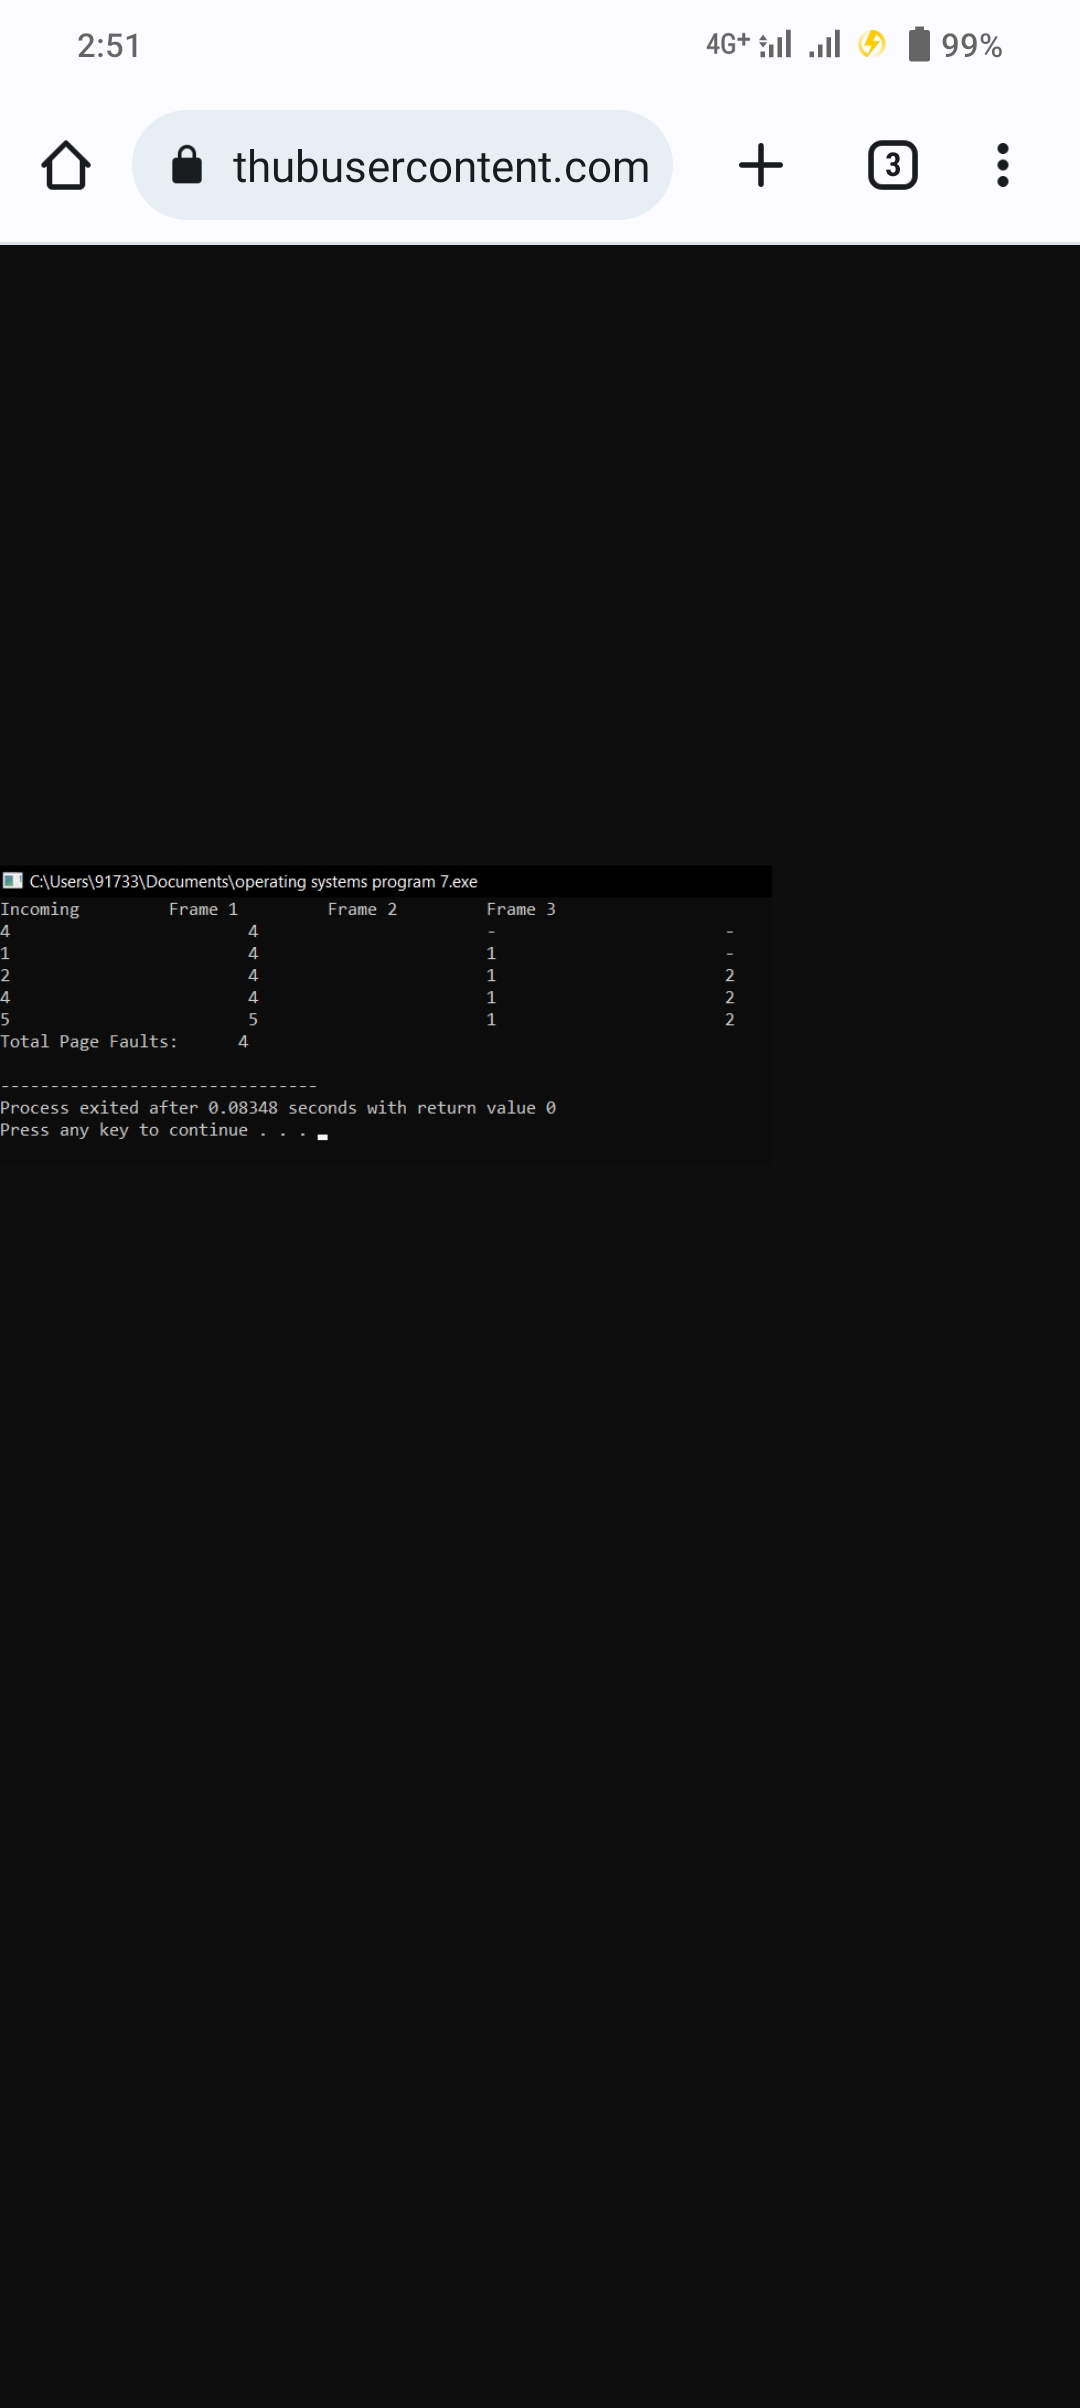 2:51 4G+ 99%
thubusercontent.com 3
C:\Users\91733\Documents\operating systems program 7.exe
Incoming Frame 1 Frame 2 Frame 3
4 4 - -
1 4 1 -
2 4 1 2
4 4 1 2
5 5 1 2
Total Page Faults: 4
--------------------------------
Process exited after 0.08348 seconds with return value 0
Press any key to continue . . .